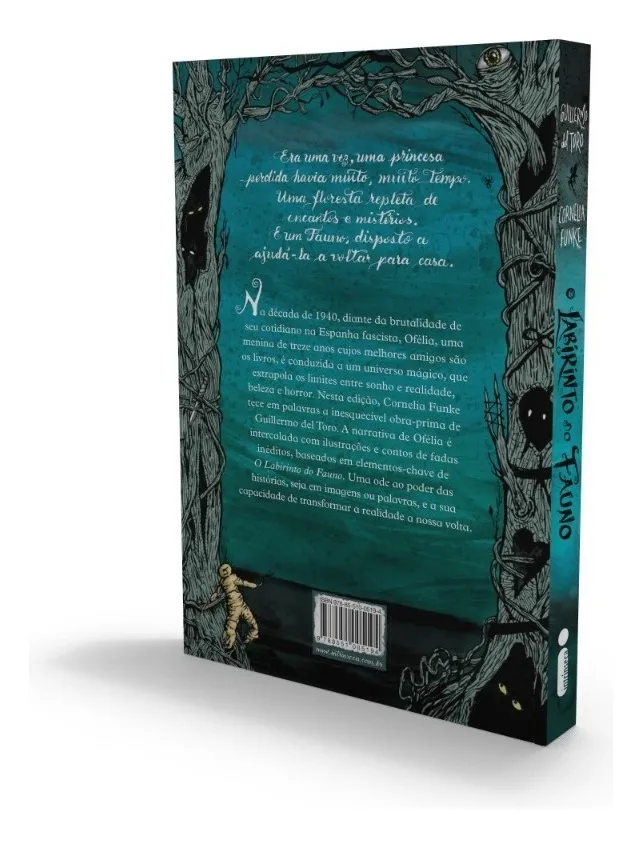 Era uma vez, uma princesa
perdida havia muito, muito tempo.
Uma floresta repleta de
encantos e mistérios.
E um Fauno, disposto a
ajudá-la a voltar para casa.
Na década de 1940, diante da brutalidade de
seu cotidiano na Espanha fascista, Ofélia, uma
menina de treze anos cujos melhores amigos são
os livros, é conduzida a um universo mágico, que
extrapola os limites entre sonho e realidade,
beleza e horror. Nesta edição, Cornelia Funke
tece em palavras a inesquecível obra-prima de
Guillermo del Toro. A narrativa de Ofélia é
intercalada com ilustrações e contos de fadas
inéditos, baseados em elementos-chave de
O Labirinto do Fauno. Uma ode ao poder das
histórias, seja em imagens ou palavras, e a sua
capacidade de transformar a realidade a nossa volta.
www.intrinseca.com.br
GUILLERMO
del TORO
CORNELIA
FUNKE
O LABIRINTO do FAUNO
INTRÍNSECA